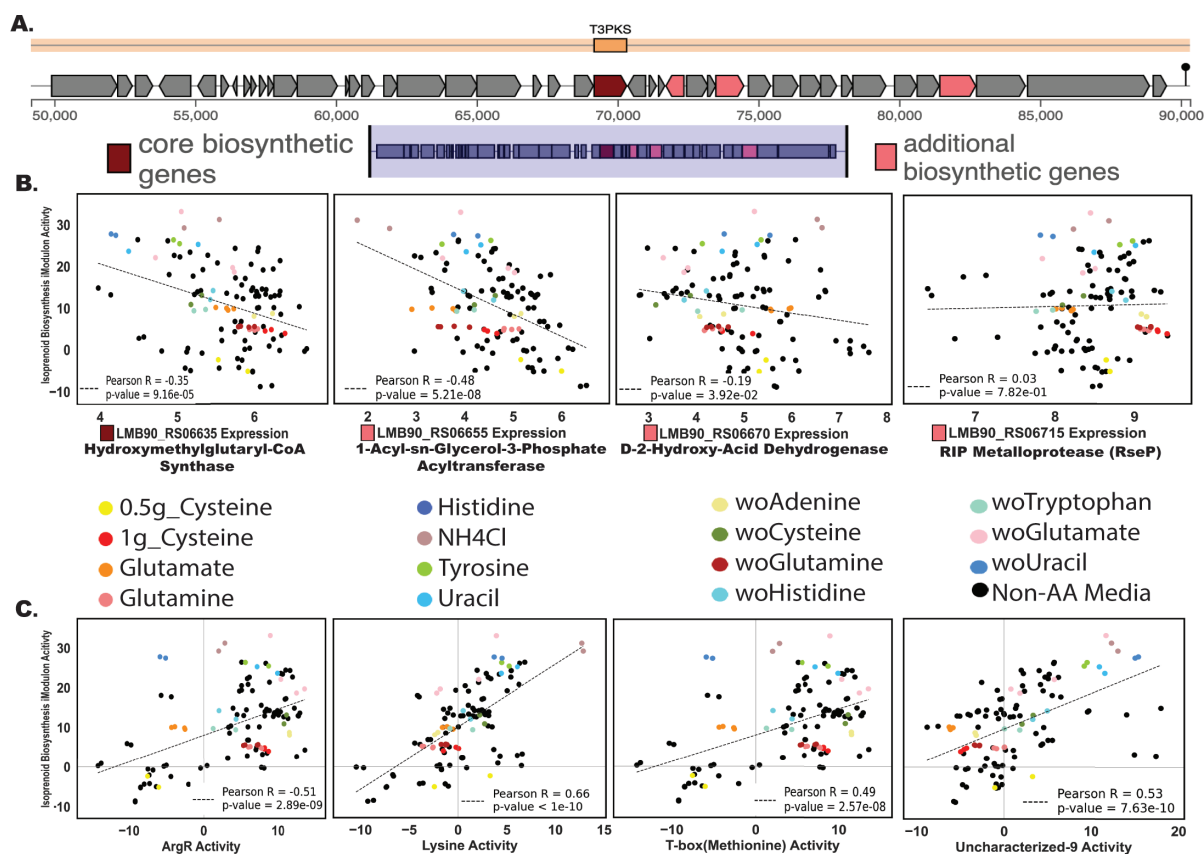 A.
T3PKS
50,000 55,000 60,000 65,000 70,000 75,000 80,000 85,000 90,000
core biosynthetic
genes
additional
biosynthetic genes
B.
Isoprenoid Biosynthesis iModulon Acitivty
30
20
10
0
−10
Pearson R = -0.35
p-value = 9.16e-05
4 5 6
LMB90_RS06635 Expression
Hydroxymethylglutaryl-CoA
Synthase
Pearson R = -0.48
p-value = 5.21e-08
2 3 4 5 6
LMB90_RS06655 Expression
1-Acyl-sn-Glycerol-3-Phosphate
Acyltransferase
Pearson R = -0.19
p-value = 3.92e-02
3 4 5 6 7 8
LMB90_RS06670 Expression
D-2-Hydroxy-Acid Dehydrogenase
Pearson R = 0.03
p-value = 7.82e-01
7 8 9
LMB90_RS06715 Expression
RIP Metalloprotease (RseP)
0.5g_Cysteine
1g_Cysteine
Glutamate
Glutamine
Histidine
NH4Cl
Tyrosine
Uracil
woAdenine
woCysteine
woGlutamine
woHistidine
woTryptophan
woGlutamate
woUracil
Non-AA Media
C.
Isoprenoid Biosynthesis iModulon Acitivty
30
20
10
0
-10
Pearson R = -0.51
p-value = 2.89e-09
−10 0 10
ArgR Activity
Pearson R = 0.66
p-value < 1e-10
−10 −5 0 5 10 15
Lysine Activity
Pearson R = 0.49
p-value = 2.57e-08
−10 0 10
T-box(Methionine) Activity
Pearson R = 0.53
p-value = 7.63e-10
−10 0 10 20
Uncharacterized-9 Activity